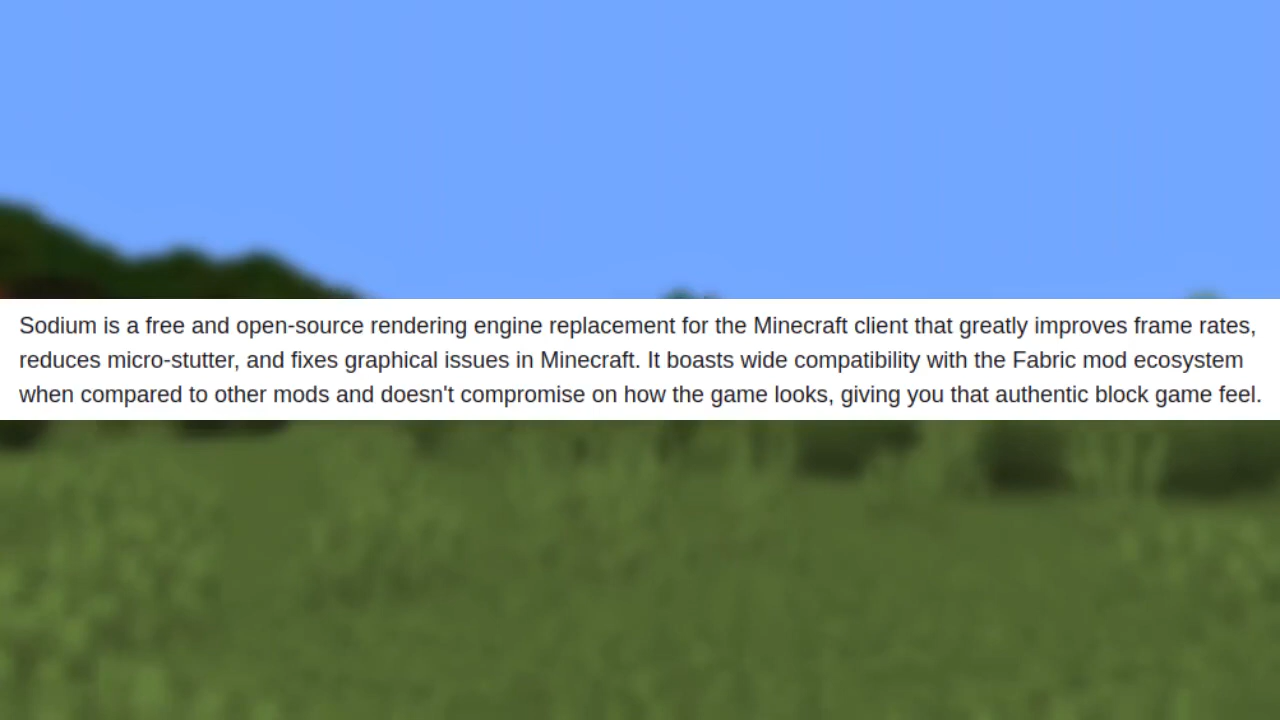 Sodium is a free and open-source rendering engine replacement for the Minecraft client that greatly improves frame rates,
reduces micro-stutter, and fixes graphical issues in Minecraft. It boasts wide compatibility with the Fabric mod ecosystem
when compared to other mods and doesn't compromise on how the game looks, giving you that authentic block game feel.